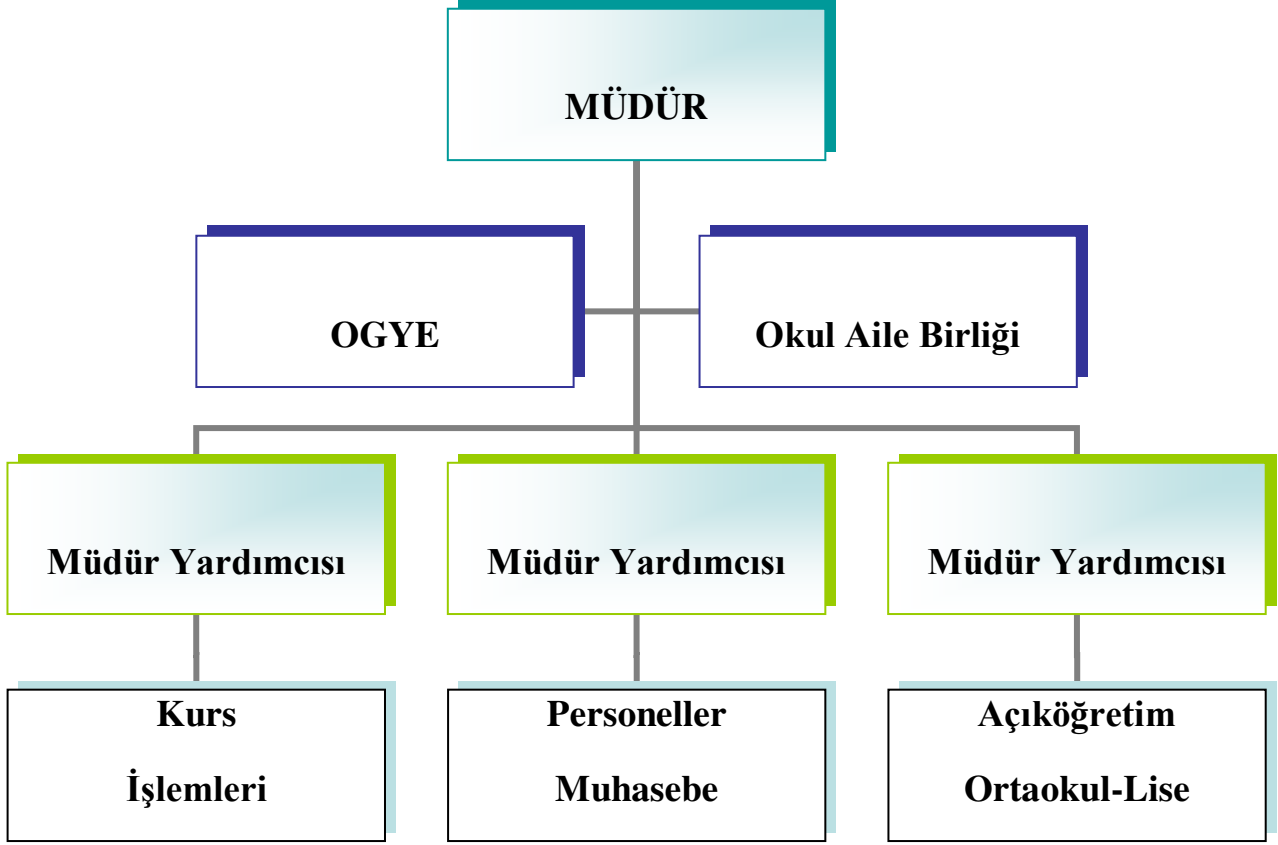 MÜDÜR
OGYE
Okul Aile Birliği
Müdür Yardımcısı
Müdür Yardımcısı
Müdür Yardımcısı
Kurs
İşlemleri
Personeller
Muhasebe
Açıköğretim
Ortaokul-Lise